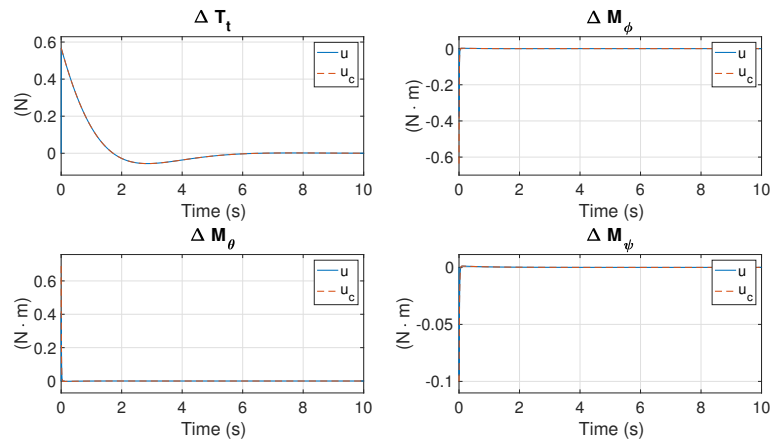 Δ T_t
(N)
0.6
0.4
0.2
0
0 2 4 6 8 10
Time (s)
u
u_c
Δ M_ϕ
(N · m)
0
-0.2
-0.4
-0.6
0 2 4 6 8 10
Time (s)
u
u_c
Δ M_θ
(N · m)
0.6
0.4
0.2
0
0 2 4 6 8 10
Time (s)
u
u_c
Δ M_ψ
(N · m)
0
-0.05
-0.1
0 2 4 6 8 10
Time (s)
u
u_c